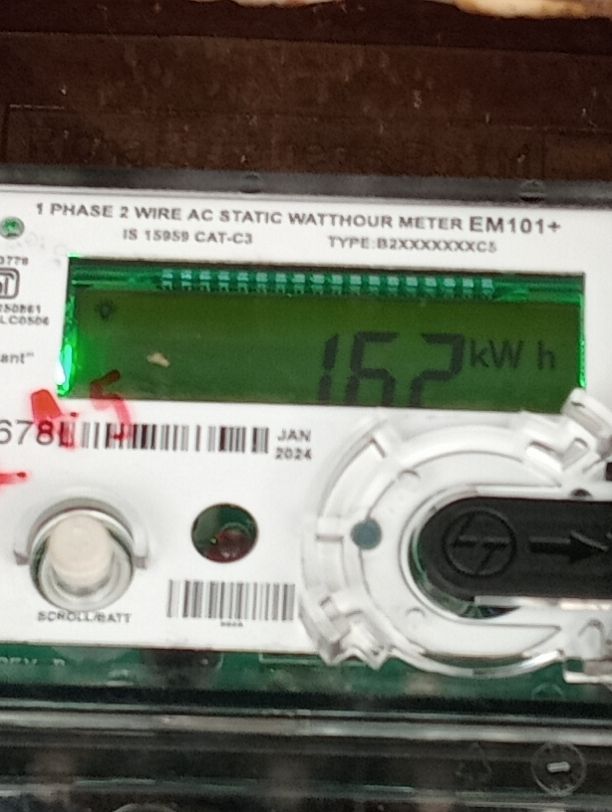 1 PHASE 2 WIRE AC STATIC WATTHOUR METER EM101+
IS 15959 CAT-C3 TYPE:B2XXXXXXXC5
162 kW h
JAN
2024
SCROLL/BATT